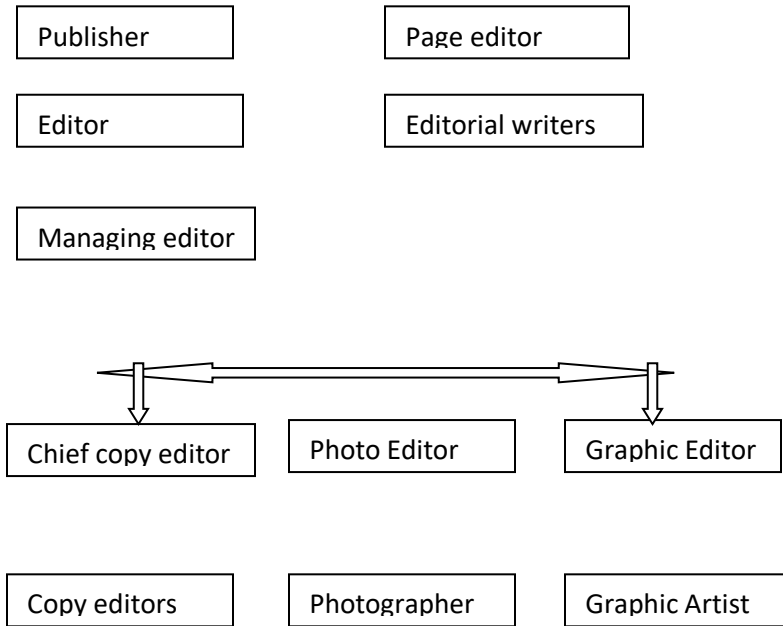 Publisher
Page editor
Editor
Editorial writers
Managing editor
Chief copy editor
Photo Editor
Graphic Editor
Copy editors
Photographer
Graphic Artist